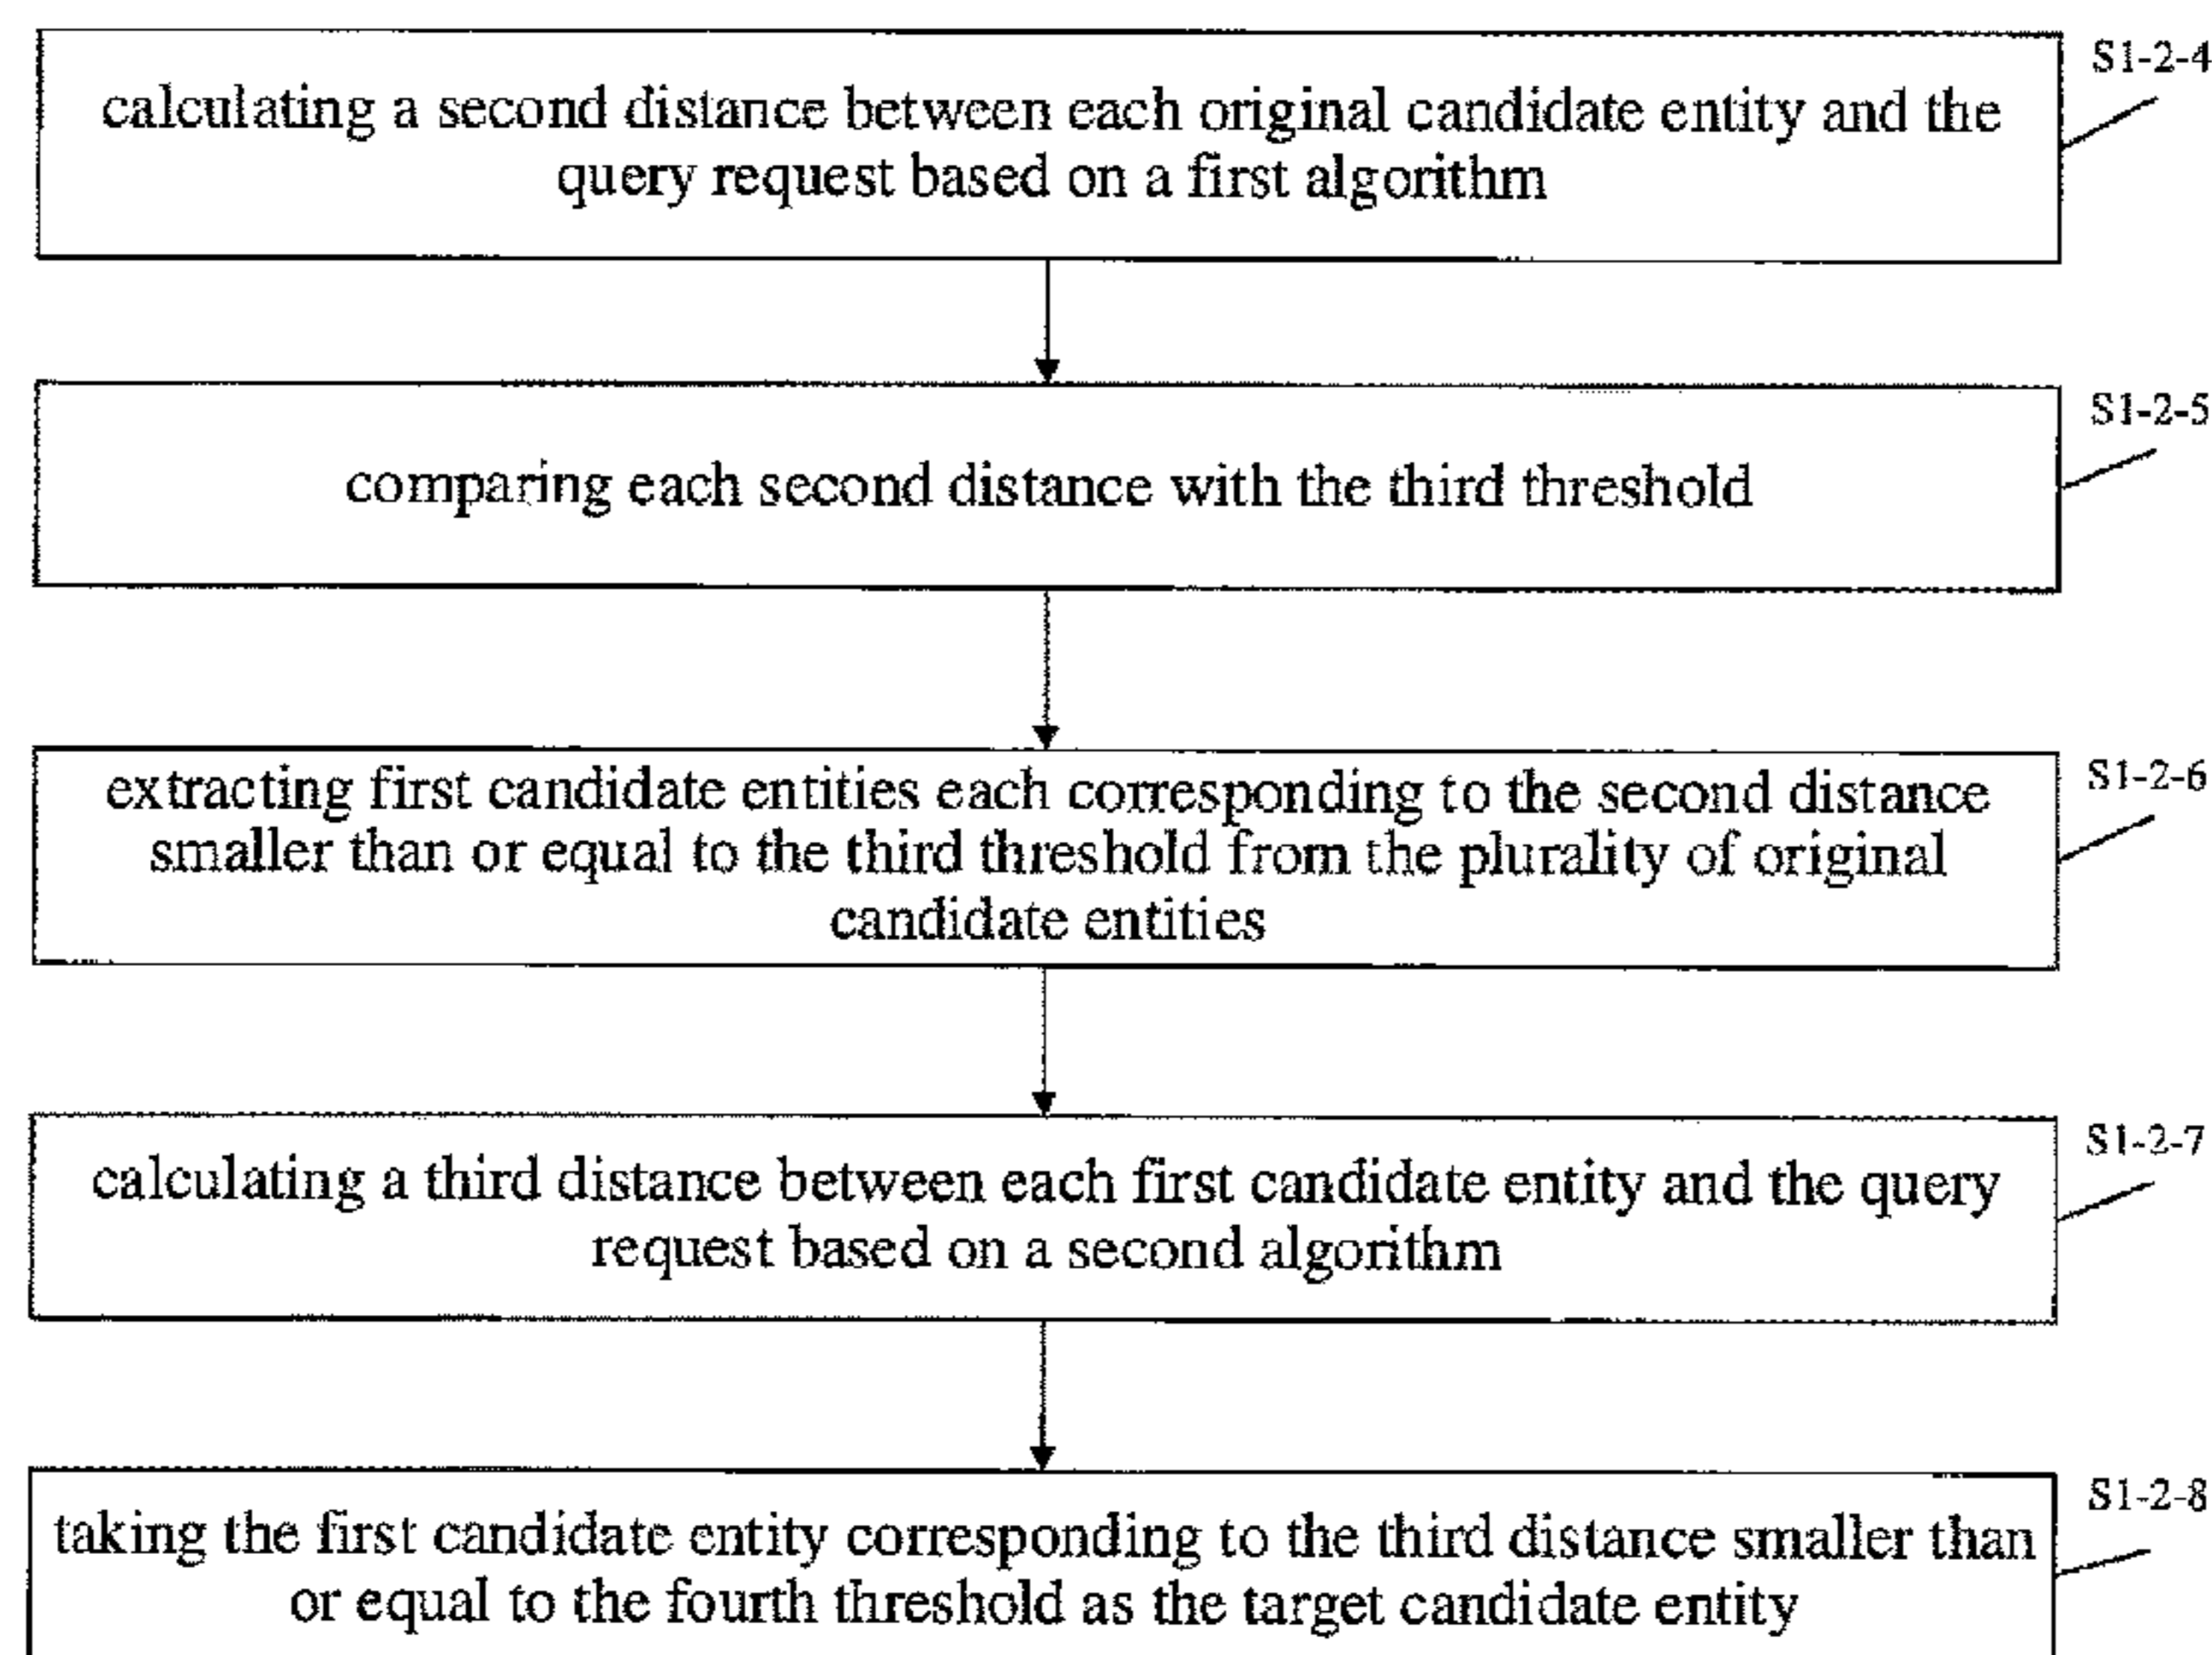 S1-2-4
calculating a second distance between each original candidate entity and the
query request based on a first algorithm
S1-2-5
comparing each second distance with the third threshold
S1-2-6
extracting first candidate entities each corresponding to the second distance
smaller than or equal to the third threshold from the plurality of original
candidate entities
S1-2-7
calculating a third distance between each first candidate entity and the query
request based on a second algorithm
S1-2-8
taking the first candidate entity corresponding to the third distance smaller than
or equal to the fourth threshold as the target candidate entity